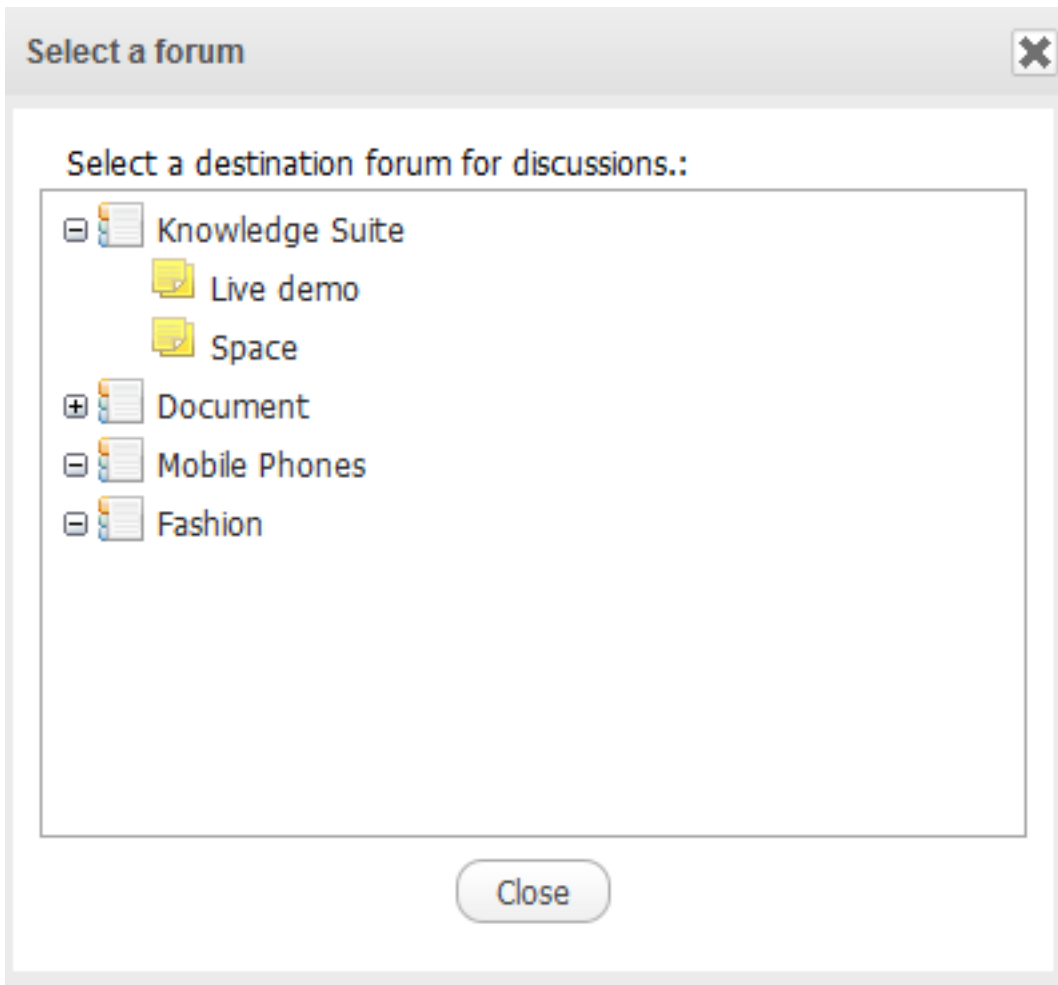 Select a forum
Select a destination forum for discussions.:
Knowledge Suite
Live demo
Space
Document
Mobile Phones
Fashion
Close